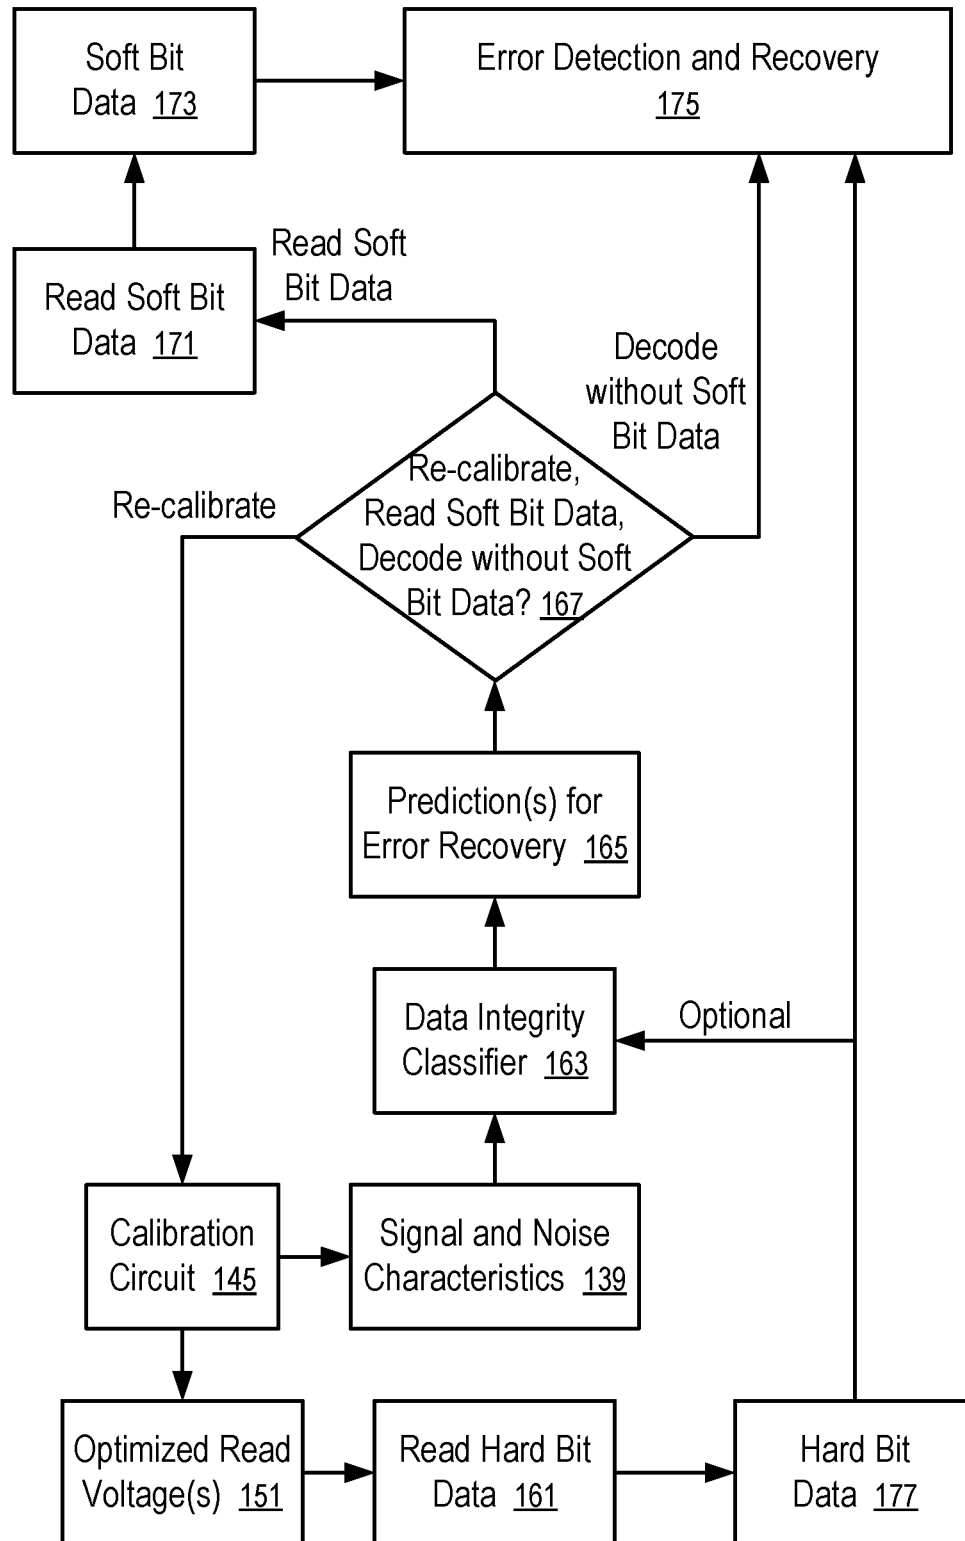 Soft Bit
Data 173
Error Detection and Recovery
175
Read Soft
Bit Data
Read Soft Bit
Data 171
Decode
without Soft
Bit Data
Re-calibrate
Re-calibrate,
Read Soft Bit Data,
Decode without Soft
Bit Data? 167
Prediction(s) for
Error Recovery 165
Data Integrity
Classifier 163
Optional
Calibration
Circuit 145
Signal and Noise
Characteristics 139
Optimized Read
Voltage(s) 151
Read Hard Bit
Data 161
Hard Bit
Data 177